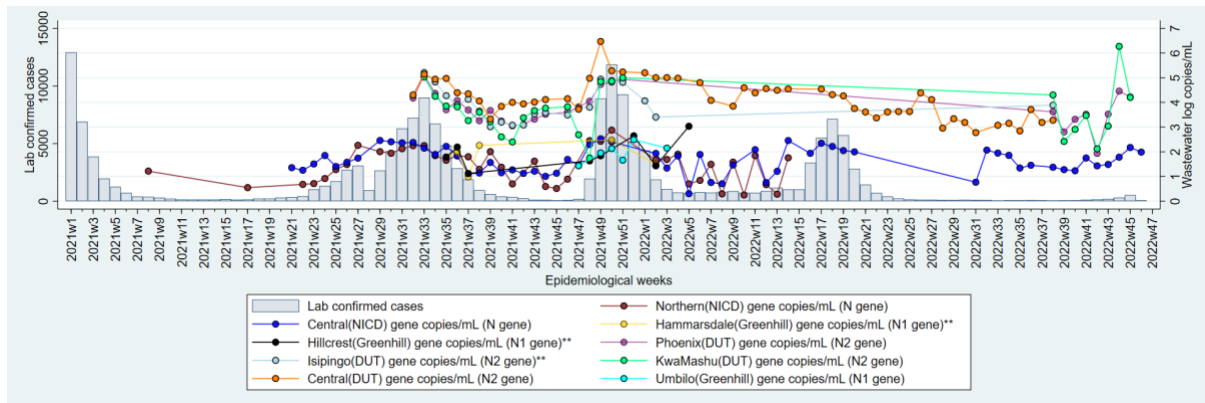 15000
10000
5000
0
Lab confirmed cases
7
6
5
4
3
2
1
0
Wastewater log copies/mL
2021w1
2021w3
2021w5
2021w7
2021w9
2021w11
2021w13
2021w15
2021w17
2021w19
2021w21
2021w23
2021w25
2021w27
2021w29
2021w31
2021w33
2021w35
2021w37
2021w39
2021w41
2021w43
2021w45
2021w47
2021w49
2021w51
2022w1
2022w3
2022w5
2022w7
2022w9
2022w11
2022w13
2022w15
2022w17
2022w19
2022w21
2022w23
2022w25
2022w27
2022w29
2022w31
2022w33
2022w35
2022w37
2022w39
2022w41
2022w43
2022w45
2022w47
Epidemiological weeks
Lab confirmed cases
Northern(NICD) gene copies/mL (N gene)
Central(NICD) gene copies/mL (N gene)
Hammarsdale(Greenhill) gene copies/mL (N1 gene)**
Hillcrest(Greenhill) gene copies/mL (N1 gene)**
Phoenix(DUT) gene copies/mL (N2 gene)
Isipingo(DUT) gene copies/mL (N2 gene)**
KwaMashu(DUT) gene copies/mL (N2 gene)
Central(DUT) gene copies/mL (N2 gene)
Umbilo(Greenhill) gene copies/mL (N1 gene)